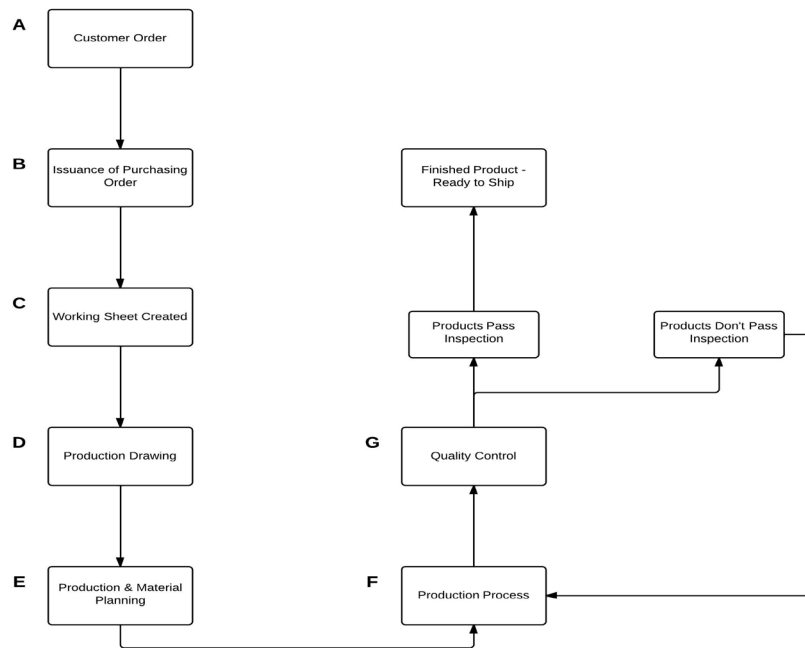 A
Customer Order
B
Issuance of Purchasing
Order
C
Working Sheet Created
D
Production Drawing
E
Production & Material
Planning
Finished Product -
Ready to Ship
Products Pass
Inspection
Products Don't Pass
Inspection
G
Quality Control
F
Production Process